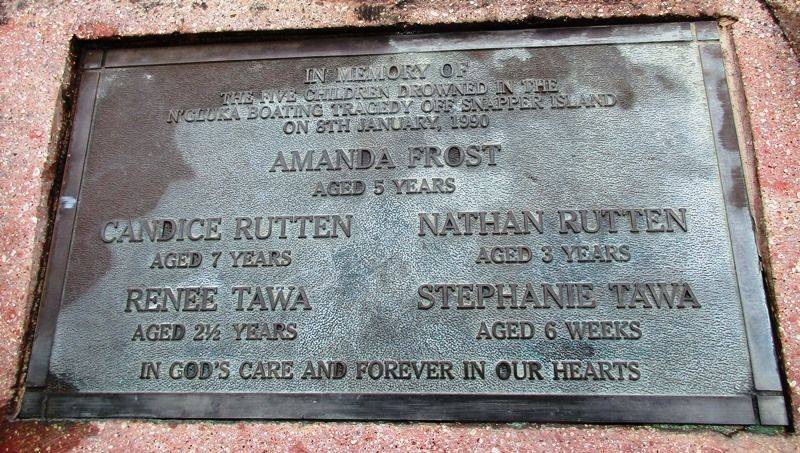 IN MEMORY OF
THE FIVE CHILDREN DROWNED IN THE
N'GLUKA BOATING TRAGEDY OFF SNAPPER ISLAND
ON 8TH JANUARY, 1990
AMANDA FROST
AGED 5 YEARS
CANDICE RUTTEN
AGED 7 YEARS
NATHAN RUTTEN
AGED 3 YEARS
RENEE TAWA
AGED 2½ YEARS
STEPHANIE TAWA
AGED 6 WEEKS
IN GOD'S CARE AND FOREVER IN OUR HEARTS